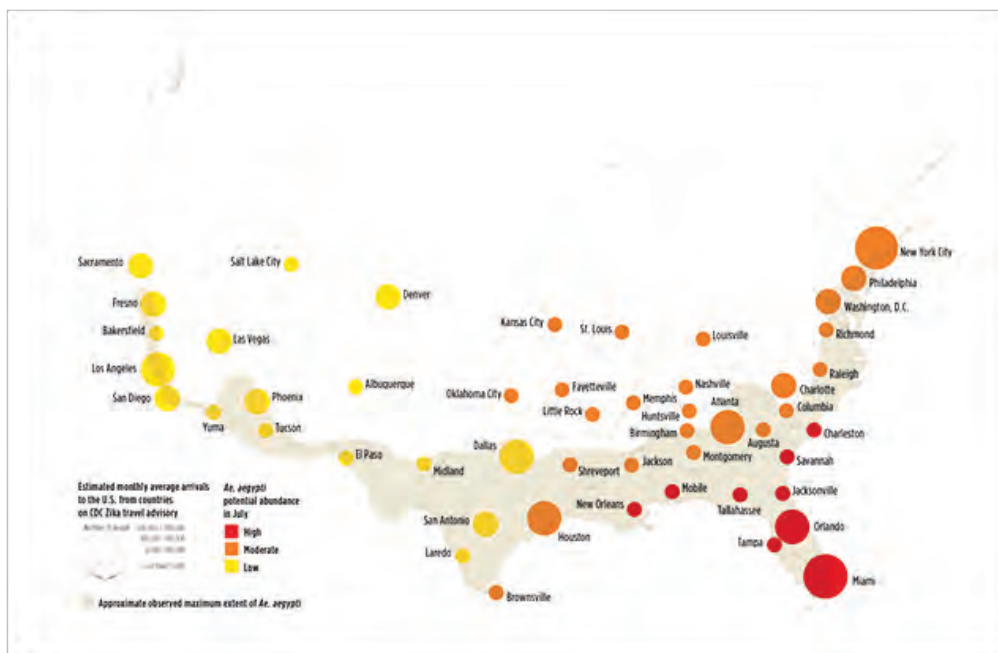 New York City
Sacramento
Salt Lake City
Philadelphia
Denver
Fresno
Washington, D.C.
Kansas City
St. Louis
Bakersfield
Las Vegas
Louisville
Richmond
Los Angeles
Raleigh
Albuquerque
Fayetteville
Nashville
Charlotte
San Diego
Phoenix
Oklahoma City
Memphis
Atlanta
Little Rock
Huntsville
Columbia
Yuma
Tucson
Birmingham
Augusta
Charleston
Dallas
El Paso
Midland
Shreveport
Jackson
Montgomery
Savannah
Estimated monthly average arrivals
to the U.S. from countries
on CDC Zika travel advisory
Ae. aegypti
potential abundance
in July
High
Moderate
Low
Mobile
Jacksonville
New Orleans
Tallahassee
San Antonio
Houston
Orlando
Tampa
Laredo
Miami
Brownsville
Approximate observed maximum extent of Ae. aegypti